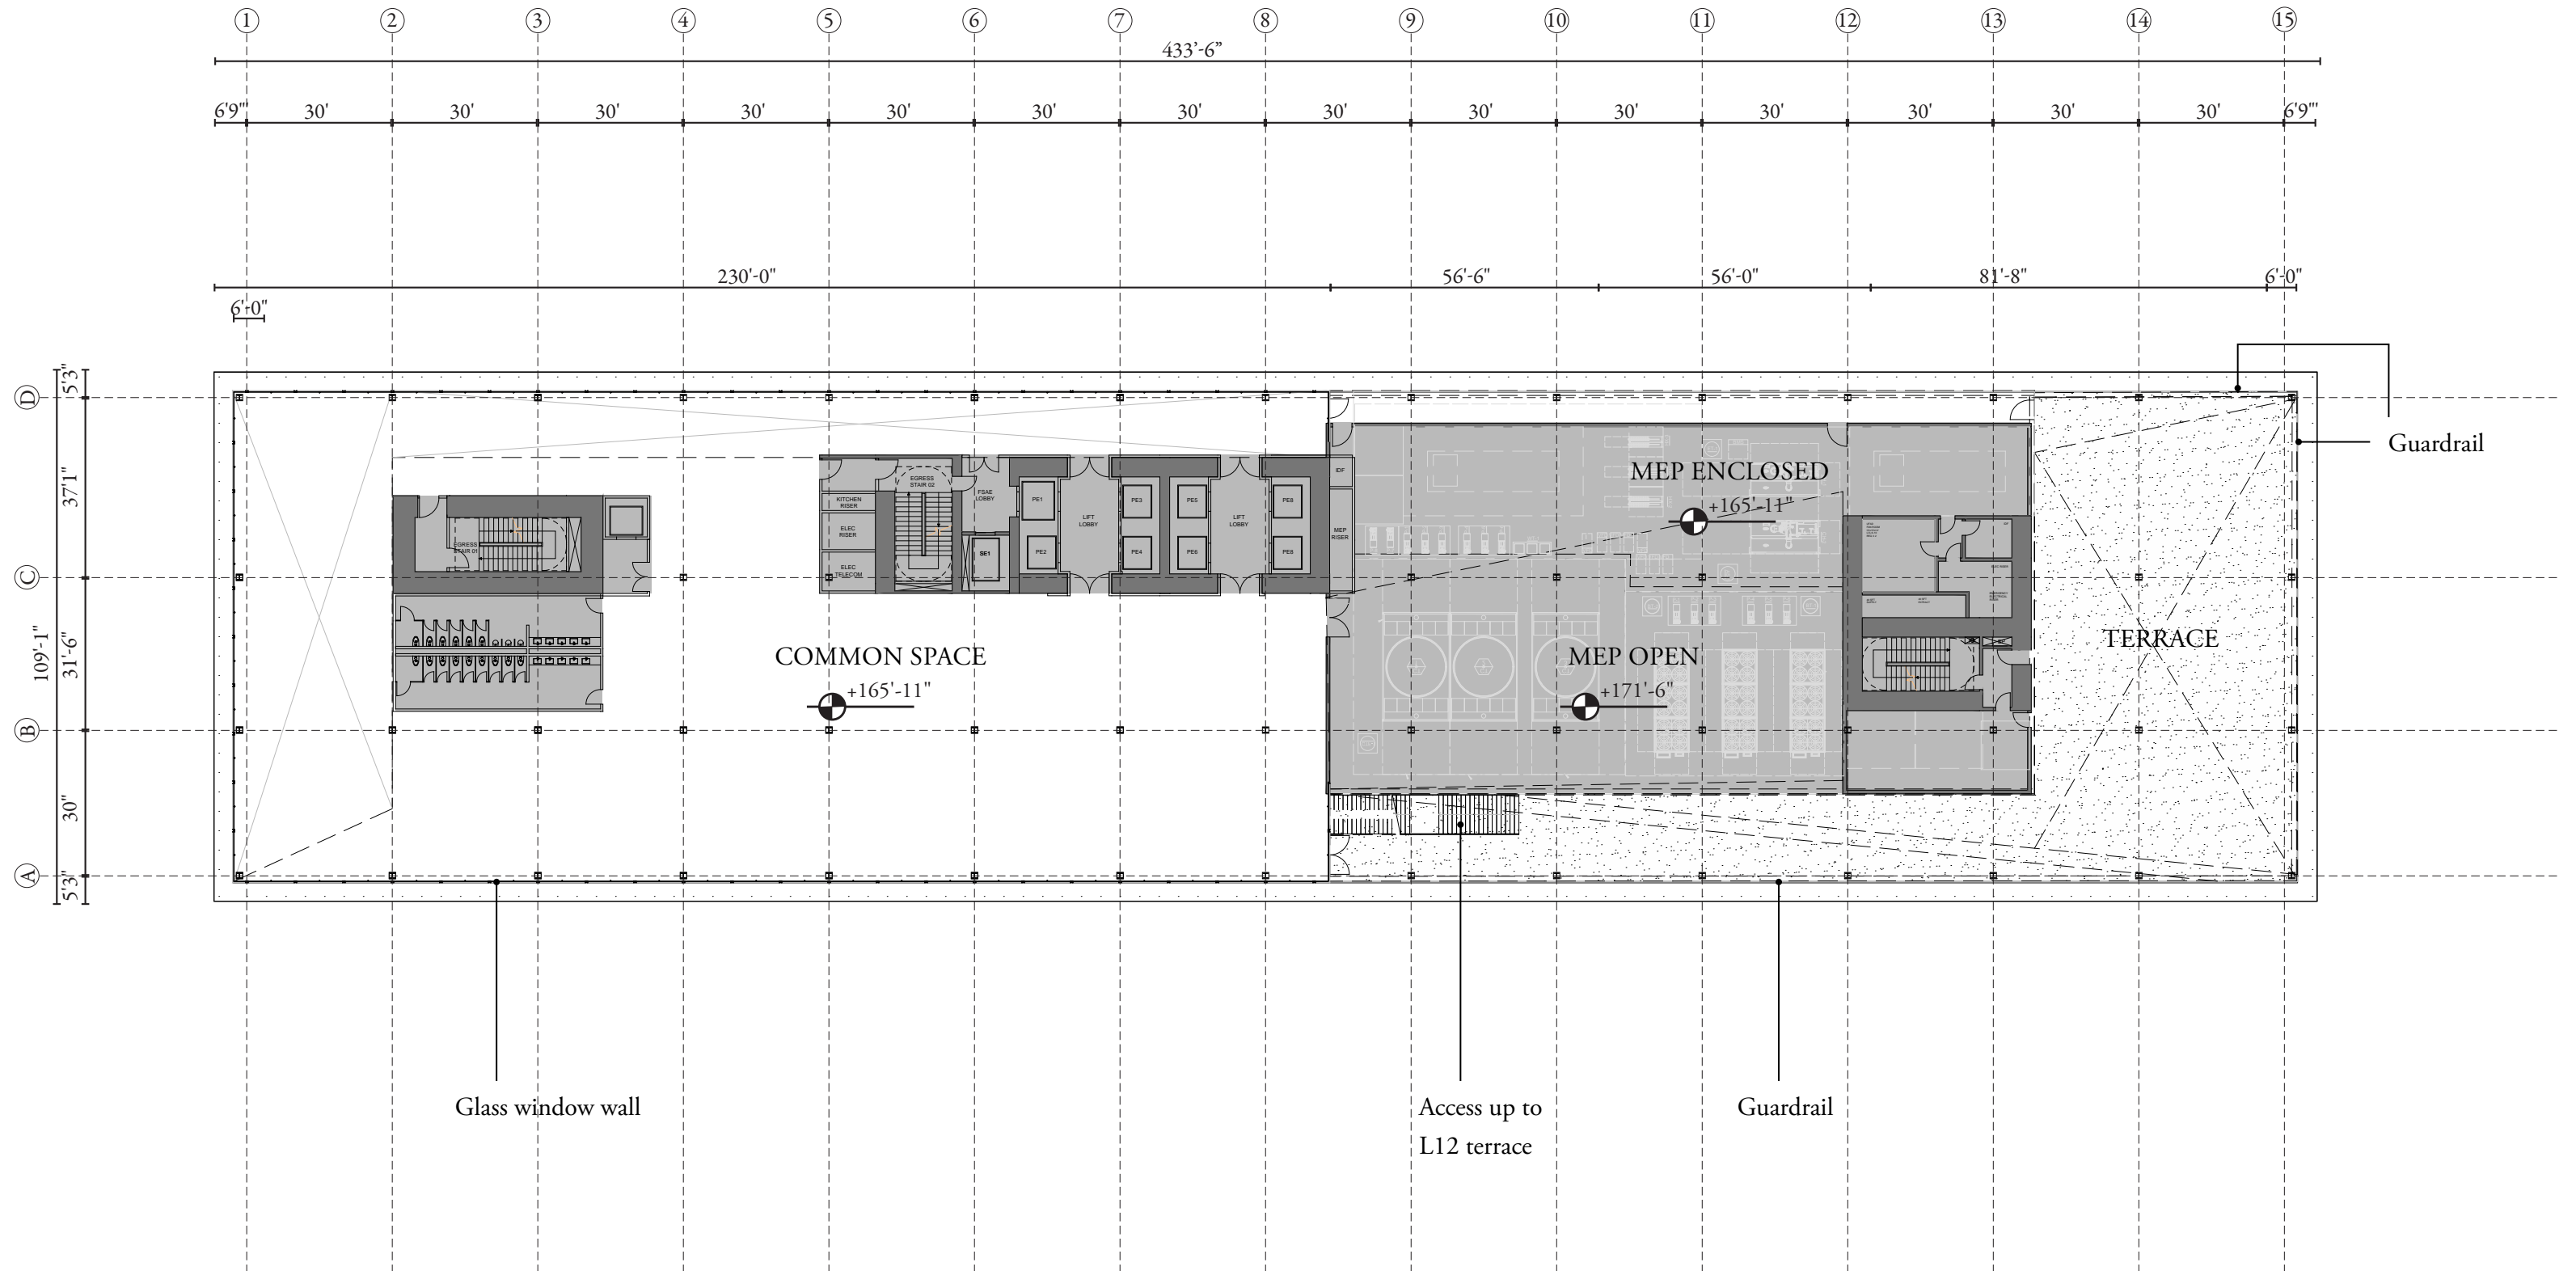 1 2 3 4 5 6 7 8 9 10 11 12 13 14 15
433'-6"
6'9"' 30' 30' 30' 30' 30' 30' 30' 30' 30' 30' 30' 30' 30' 30' 6'9"'
230'-0" 56'-6" 56'-0" 81'-8" 6'-0"
6'-0"
D
C
B
A
5'3"
37'1"
31'-6"
30"
5'3"
109'-1"
Guardrail
EGRESS
STAIR 01
KITCHEN
RISER
ELEC
RISER
ELEC
TELECOM
EGRESS
STAIR 02
FSAE
LOBBY
SE1
PE1
PE2
LIFT
LOBBY
PE3
PE4
PE5
PE6
LIFT
LOBBY
PE8
PE8
IDF
MEP
RISER
MEP ENCLOSED
+165'-11"
COMMON SPACE
+165'-11"
MEP OPEN
+171'-6"
TERRACE
Glass window wall
Access up to
L12 terrace
Guardrail